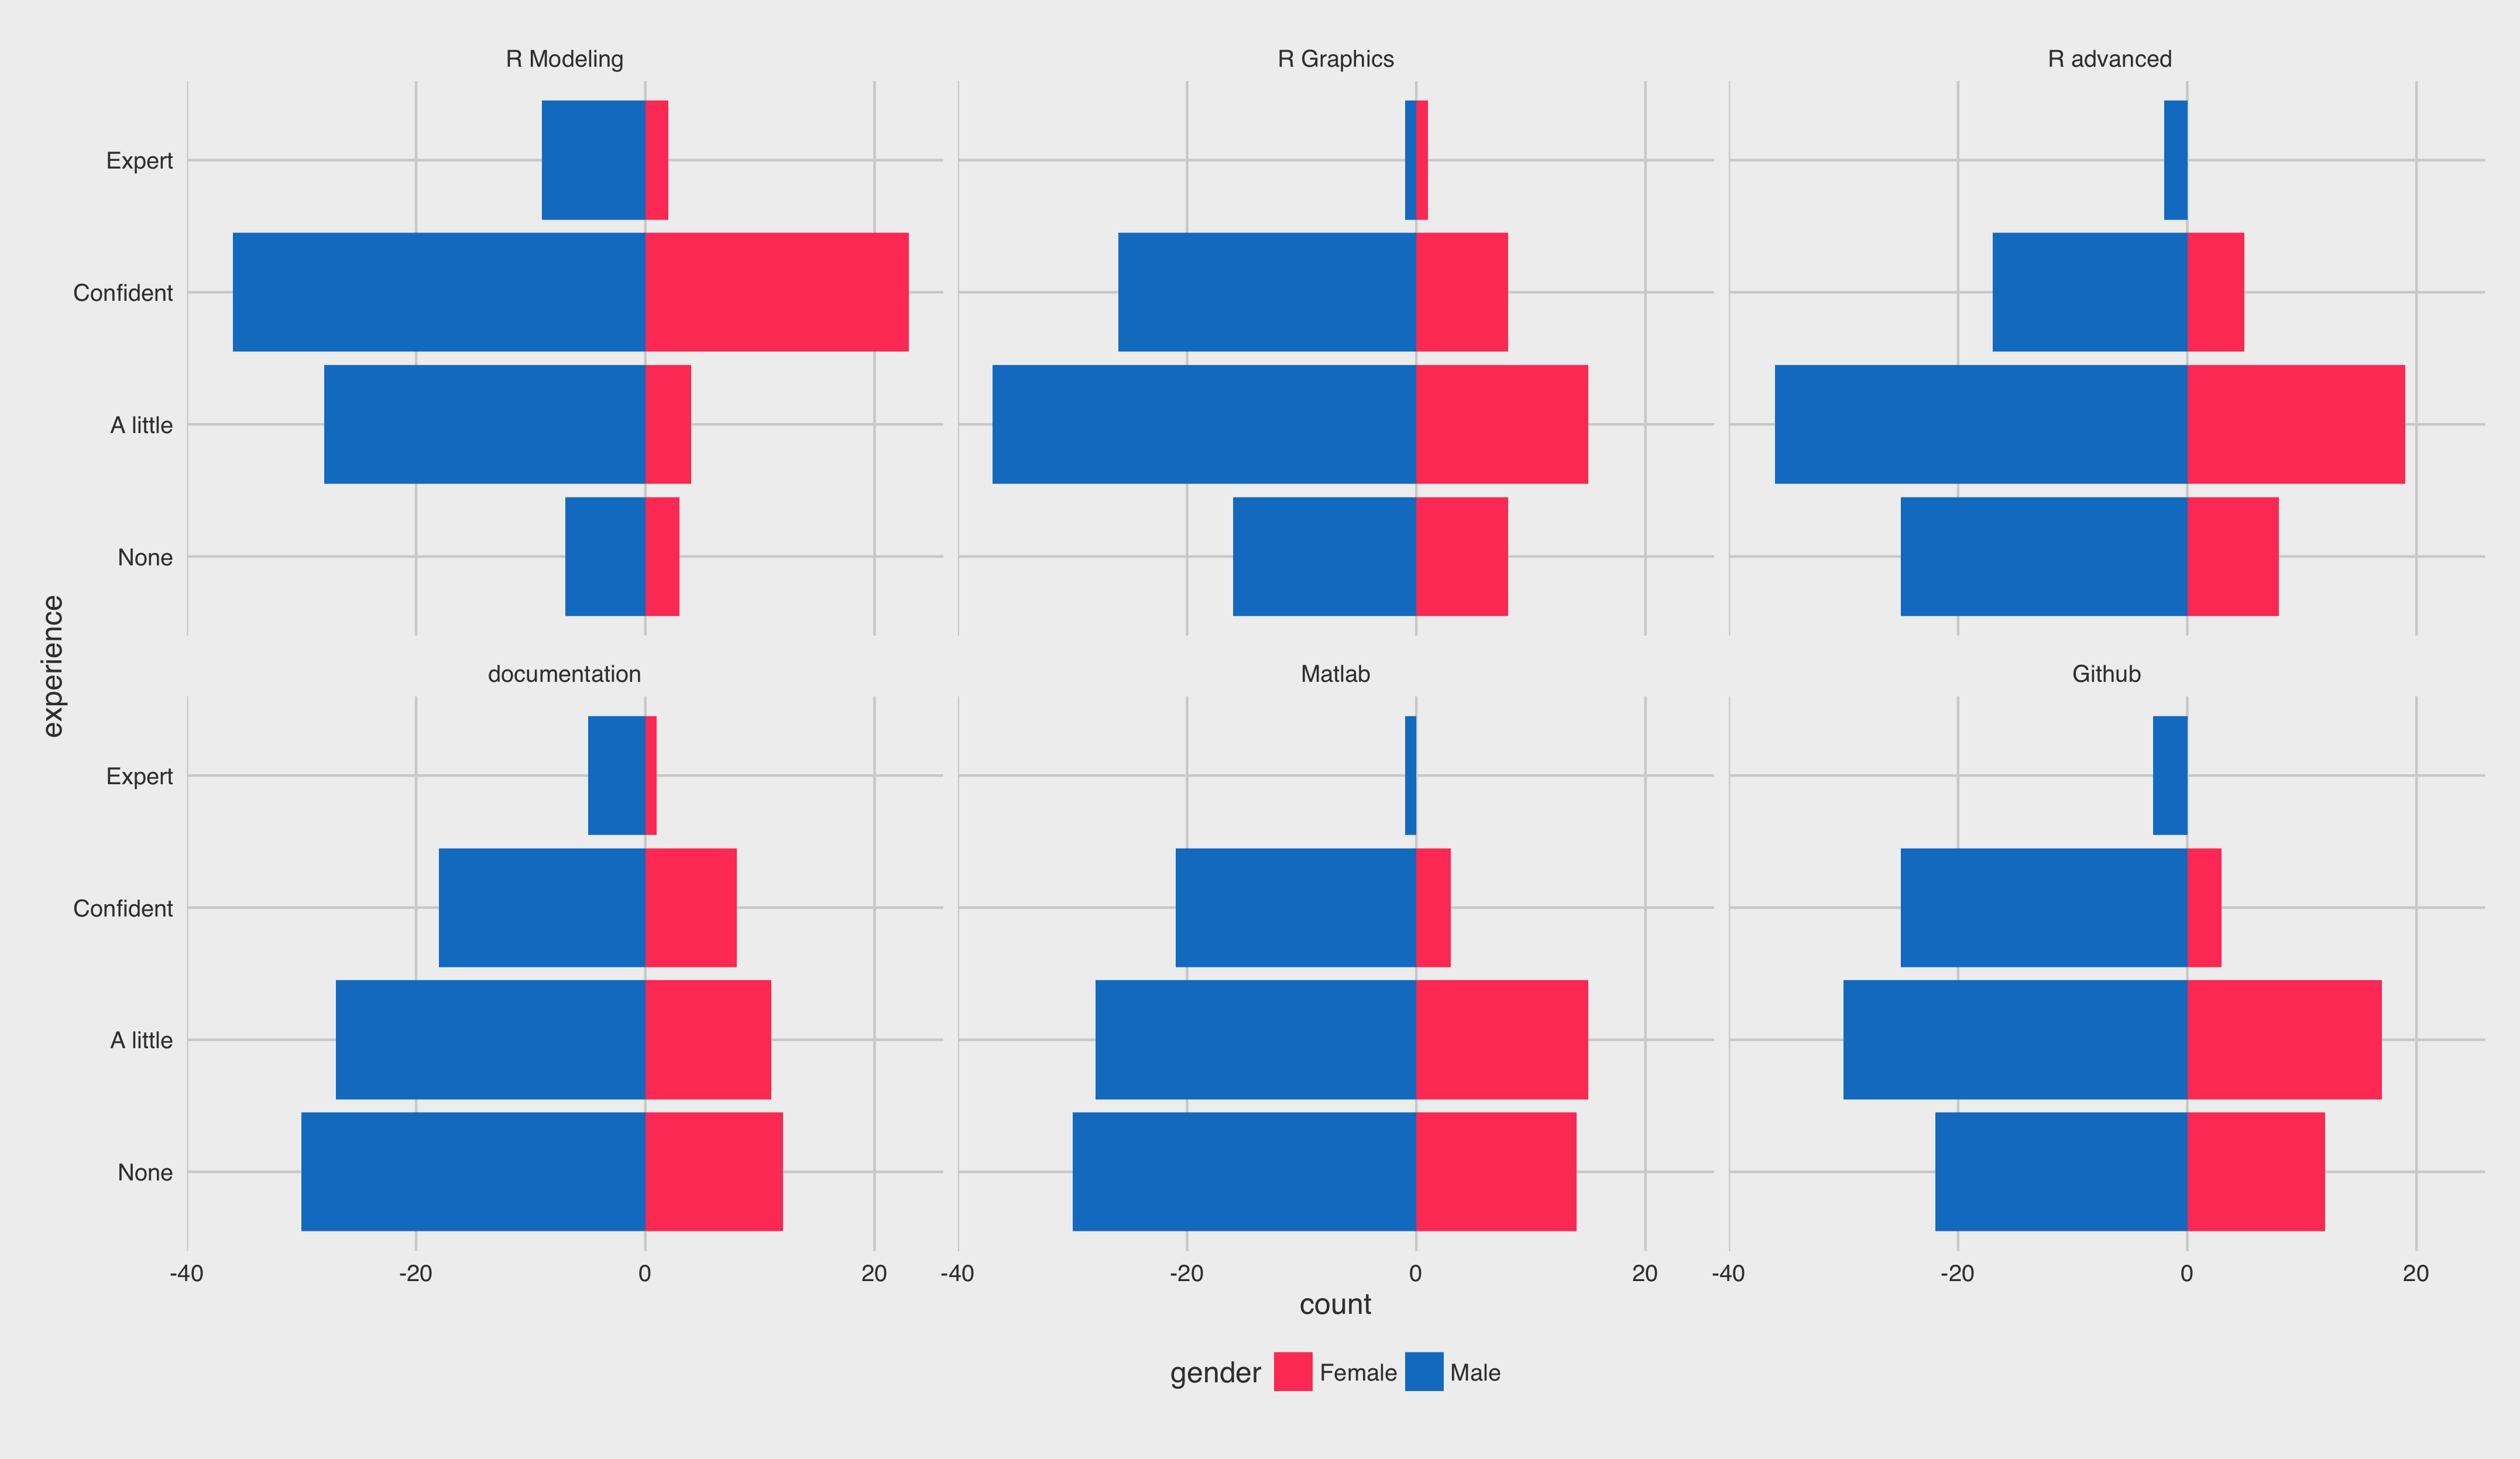 R Modeling
R Graphics
R advanced
Expert
Confident
A little
None
experience
documentation
Matlab
Github
Expert
Confident
A little
None
-40 -20 0 20 -40 -20 0 20 -40 -20 0 20
count
gender Female Male